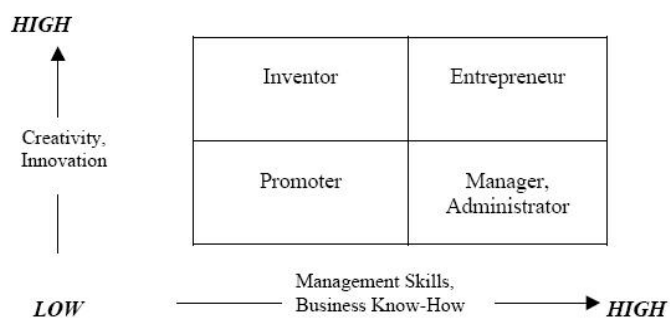 HIGH
Inventor
Entrepreneur
Creativity,
Innovation
Promoter
Manager,
Administrator
Management Skills,
Business Know-How
LOW
HIGH